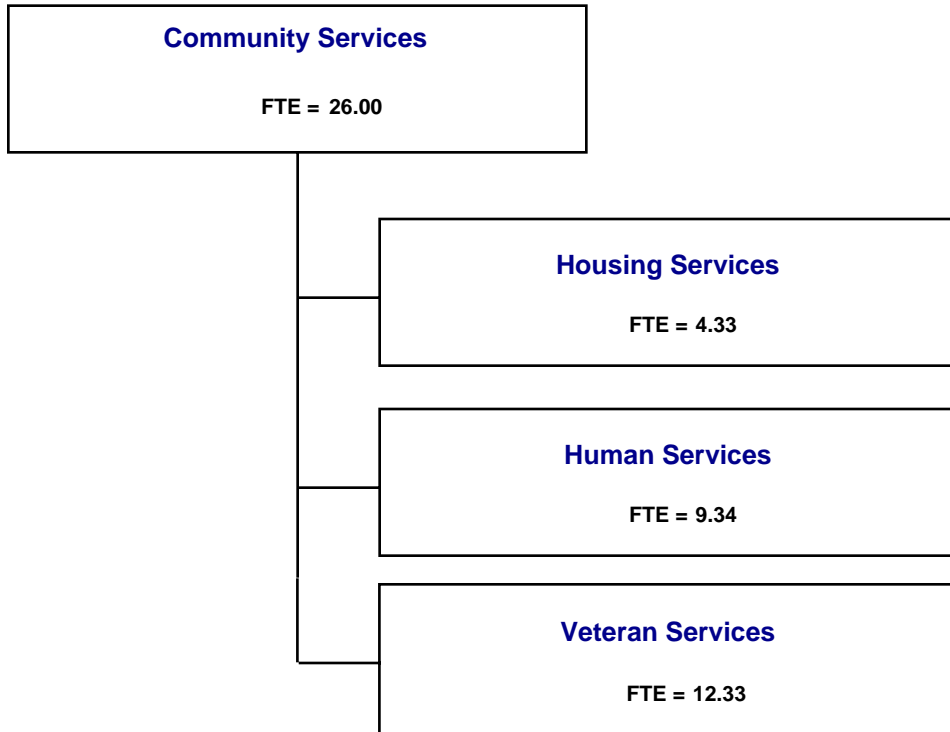 Community Services
FTE = 26.00
Housing Services
FTE = 4.33
Human Services
FTE = 9.34
Veteran Services
FTE = 12.33